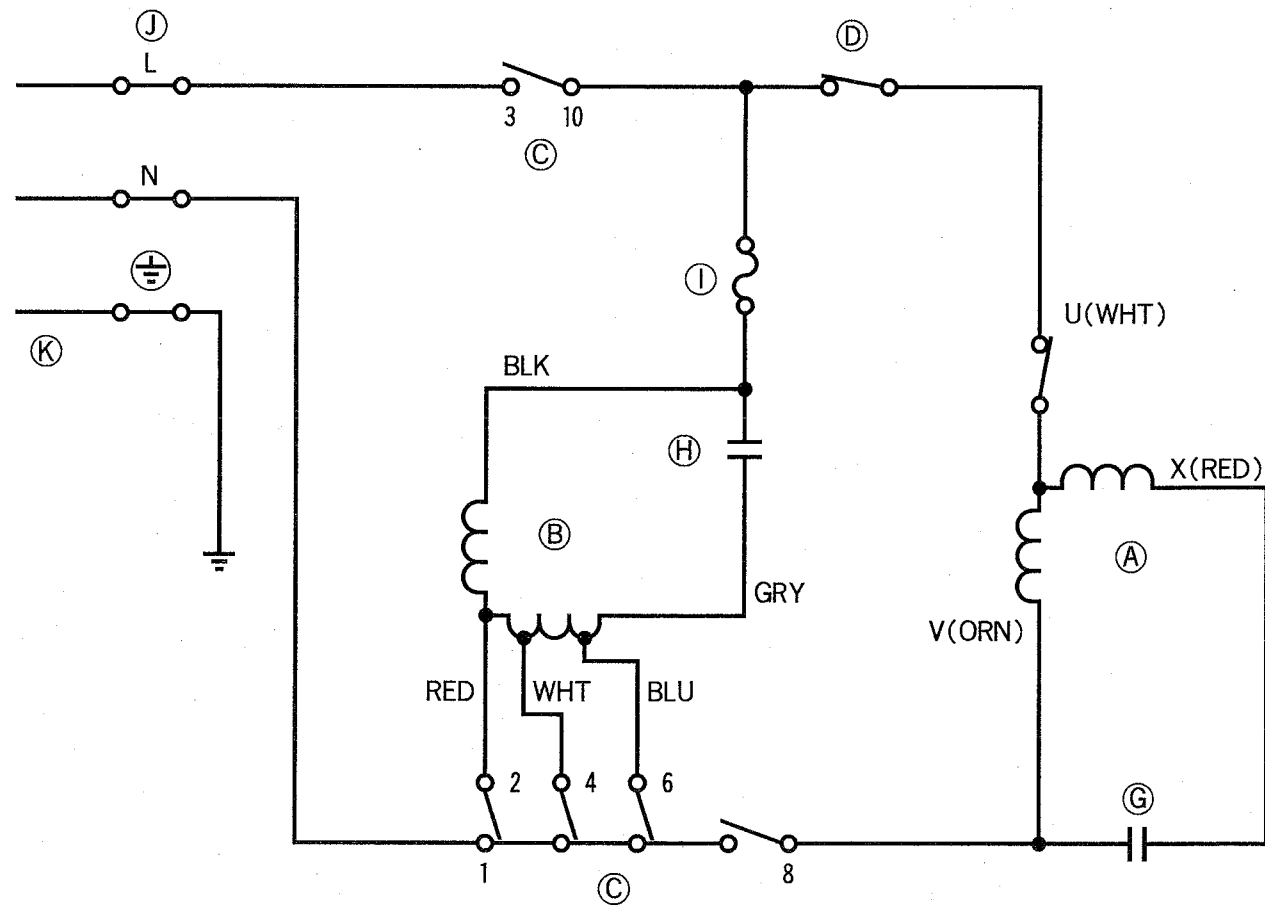 J
L
D
3 10
C
N
I
U(WHT)
K
BLK
H
X(RED)
B
A
GRY
V(ORN)
RED WHT BLU
2 4 6
G
1 8
C